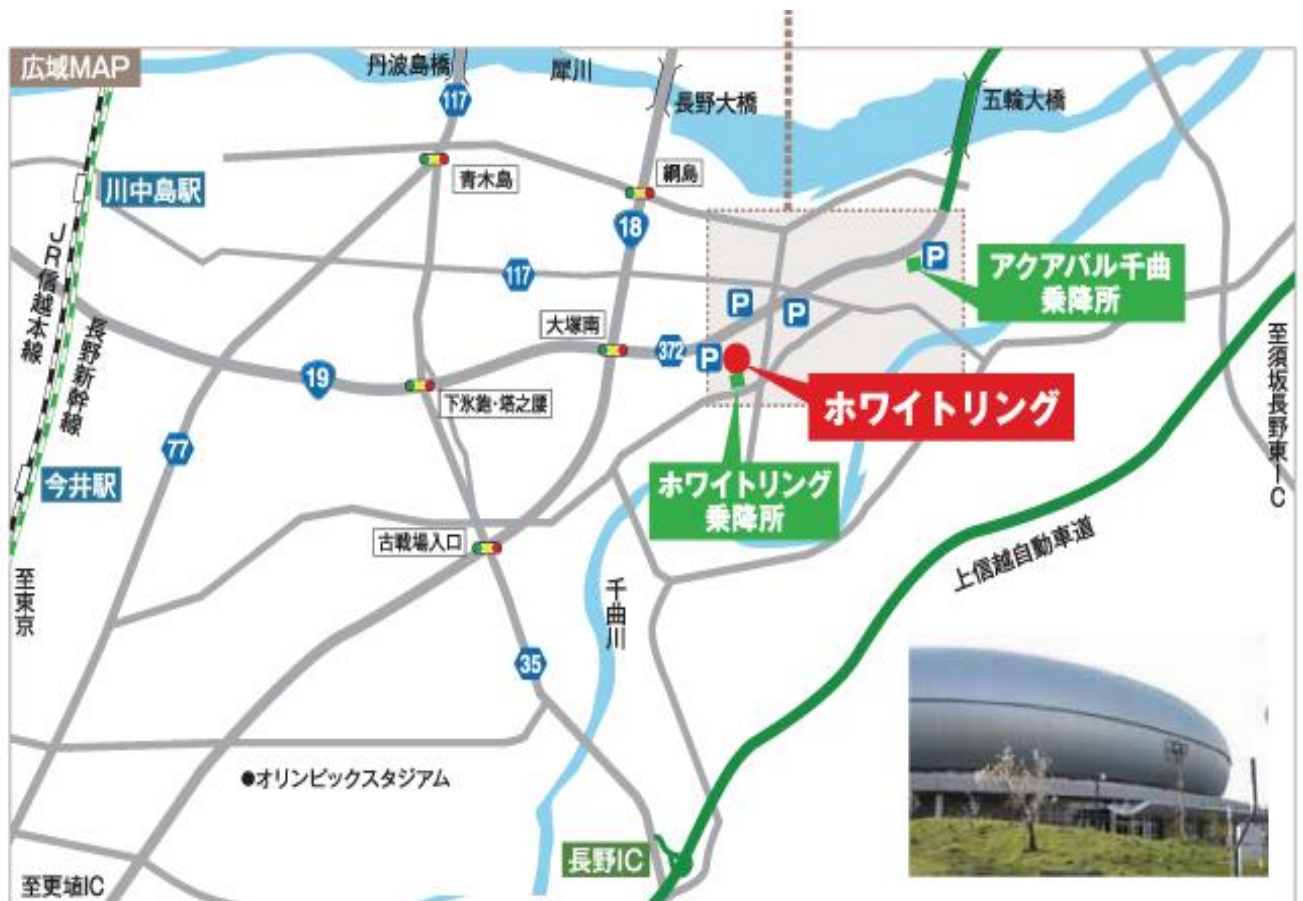 広域MAP
丹波島橋
犀川
長野大橋
五輪大橋
117
青木島
綱島
川中島駅
18
117
アクアパル千曲
乗降所
P
P
P
大塚南
372
P
ホワイトリング
19
下氷鉋・塔之腰
JR信越本線
長野新幹線
77
今井駅
ホワイトリング
乗降所
至須坂長野東IC
古戦場入口
上信越自動車道
千曲川
至東京
35
●オリンピックスタジアム
長野IC
至更埴IC